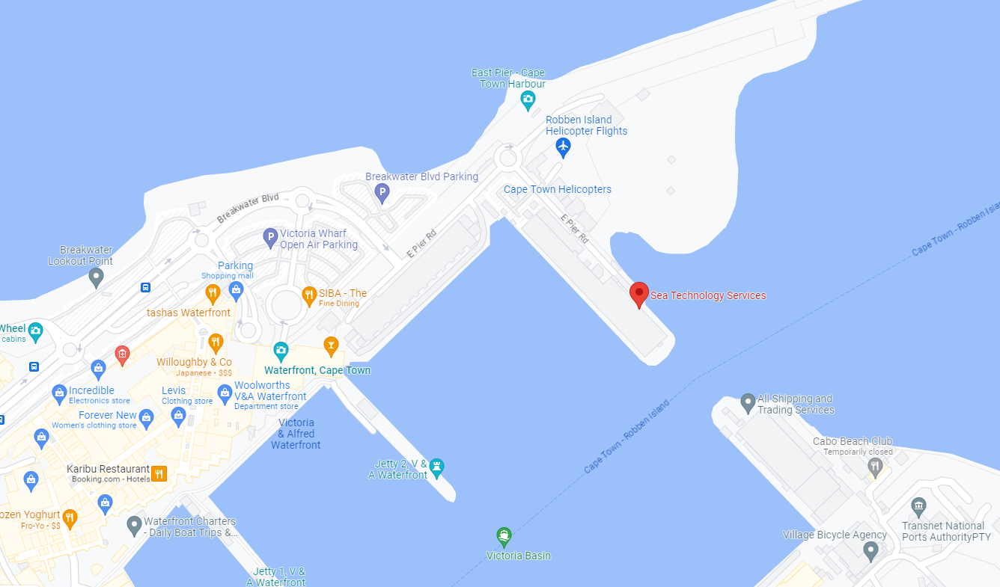 East Pier - Cape
Town Harbour
Robben Island
Helicopter Flights
Breakwater Blvd Parking
Cape Town Helicopters
Breakwater Blvd
E Pier Rd
E Pier Rd
Cape Town - Robben Islan
Victoria Wharf
Open Air Parking
Breakwater
Lookout Point
Parking
Shopping mall
SIBA - The
Fine Dining
Sea Technology Services
tashas Waterfront
Wheel
cabins
Willoughby & Co
Japanese • $$$
Waterfront, Cape Town
Incredible
Electronics store
Levis
Clothing store
Woolworths
V&A Waterfront
Department store
Forever New
Women's clothing store
Victoria
& Alfred
Waterfront
Cape Town - Robben Island
All Shipping and
Trading Services
Cabo Beach Club
Temporarily closed
Jetty 2, V &
A Waterfront
Karibu Restaurant
Booking.com - Hotels
ozen Yoghurt
Fro-Yo • $$
Waterfront Charters
- Daily Boat Trips &...
Transnet National
Ports AuthorityPTY
Village Bicycle Agency
Victoria Basin
Jetty 1, V &
A Waterfront